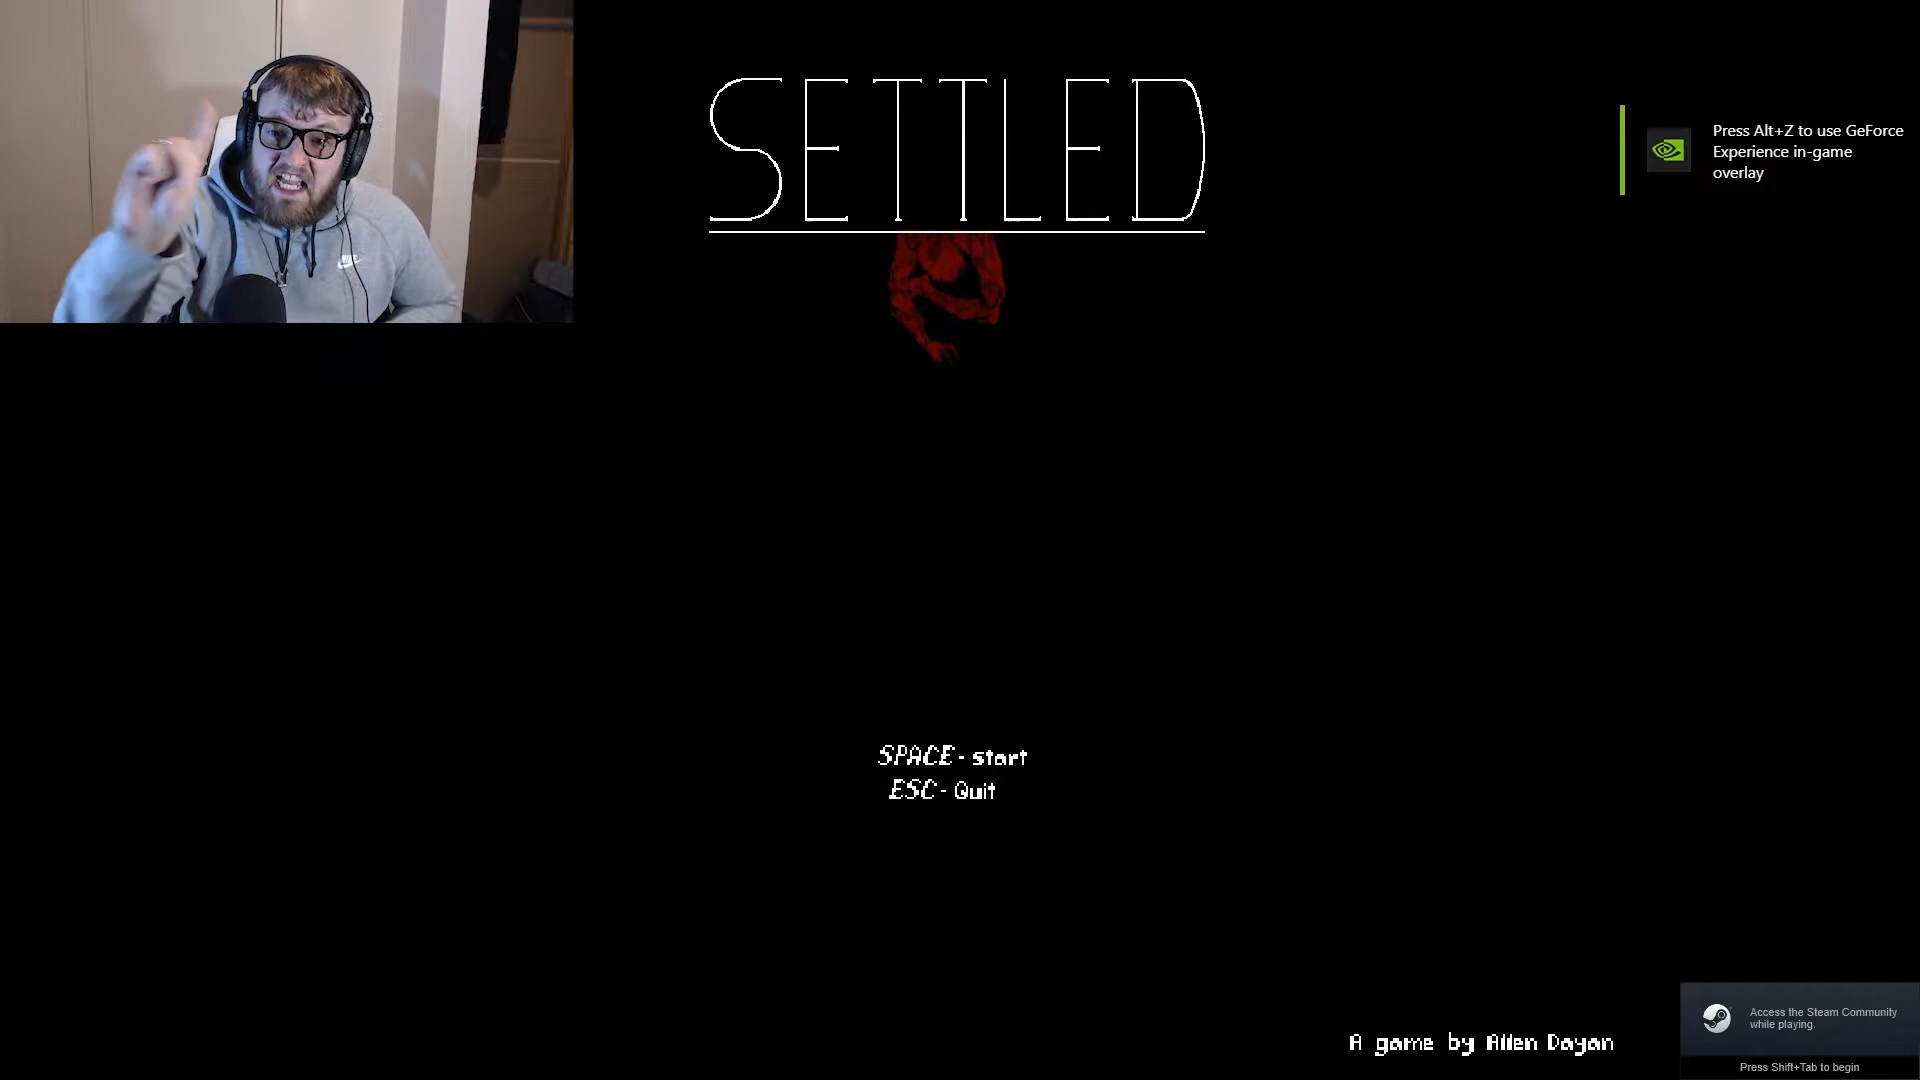 SETTLED
Press Alt+Z to use GeForce
Experience in-game
overlay
SPACE - start
ESC - Quit
A game by Allen Dayan
Access the Steam Community
while playing.
Press Shift+Tab to begin